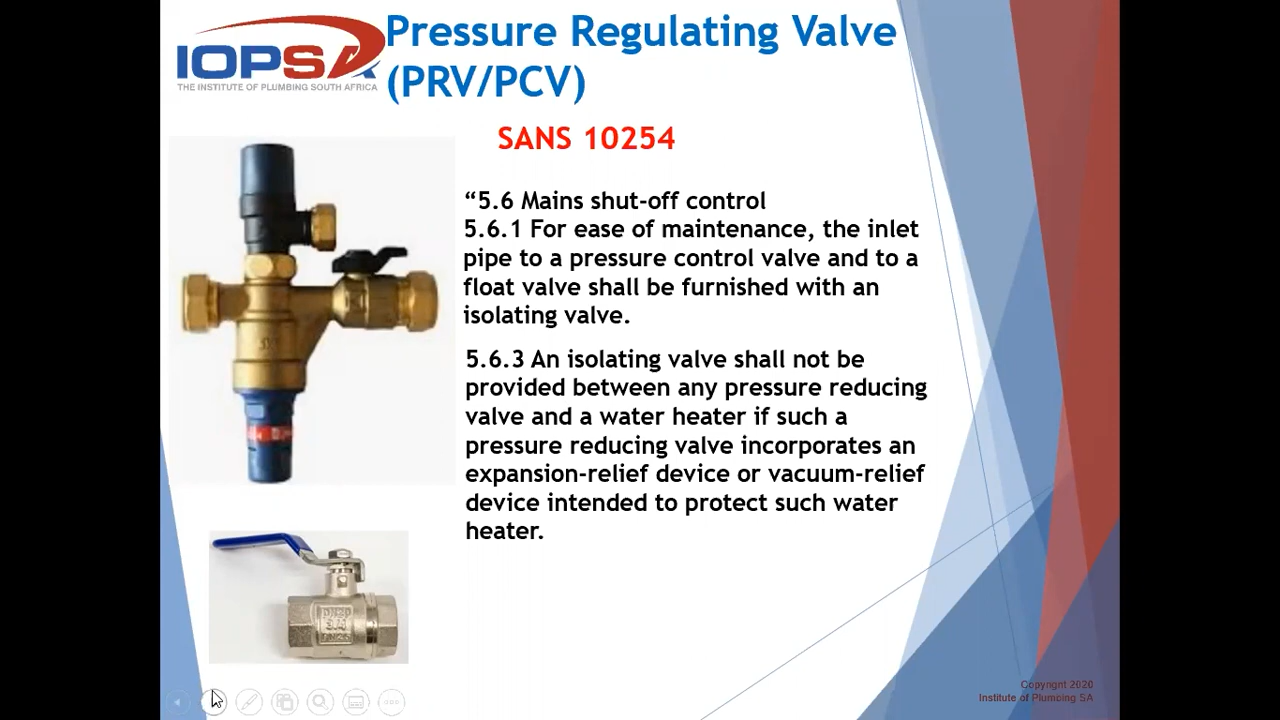 IOPSA
THE INSTITUTE OF PLUMBING SOUTH AFRICA
Pressure Regulating Valve
(PRV/PCV)
SANS 10254
“5.6 Mains shut-off control
5.6.1 For ease of maintenance, the inlet
pipe to a pressure control valve and to a
float valve shall be furnished with an
isolating valve.
5.6.3 An isolating valve shall not be
provided between any pressure reducing
valve and a water heater if such a
pressure reducing valve incorporates an
expansion-relief device or vacuum-relief
device intended to protect such water
heater.
Copyright 2020
Institute of Plumbing SA